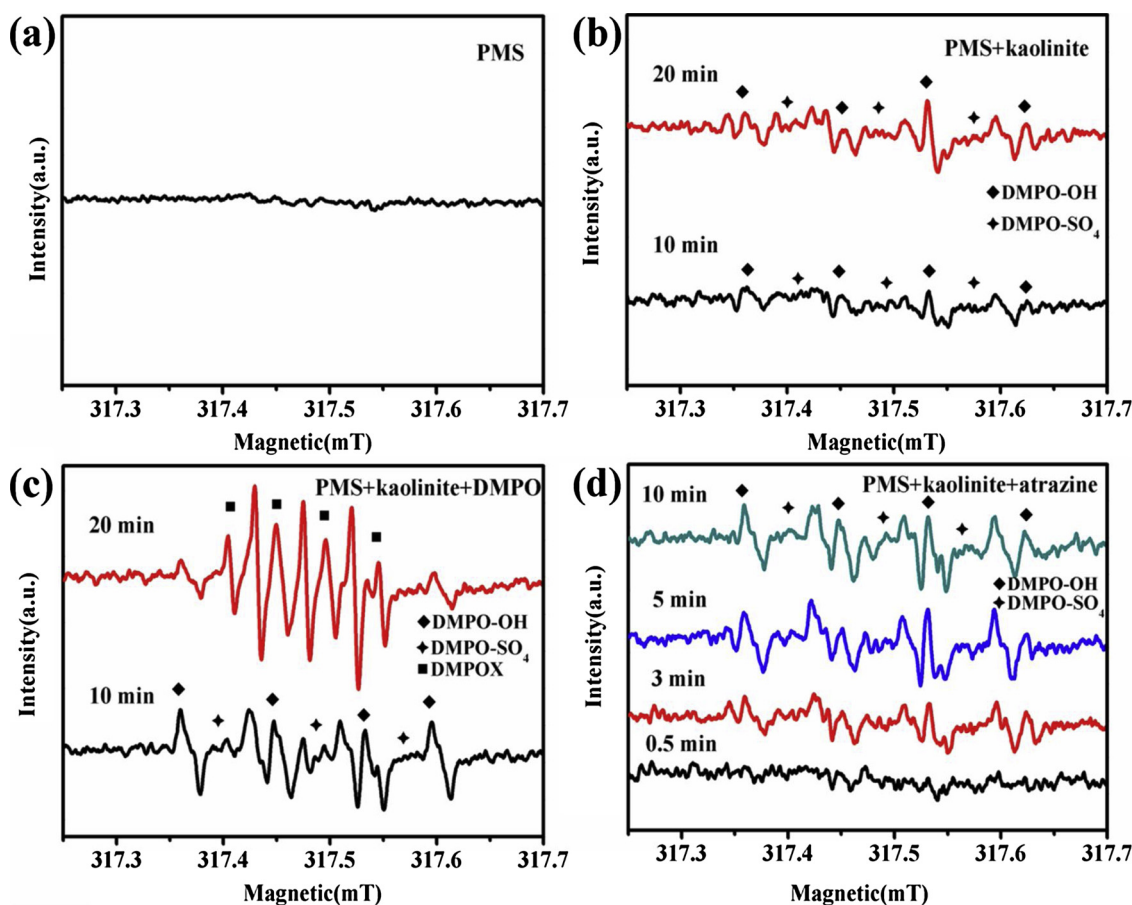 (a)
PMS
Intensity(a.u.)
317.3 317.4 317.5 317.6 317.7
Magnetic(mT)
(b)
PMS+kaolinite
20 min
◆DMPO-OH
✦DMPO-SO4
10 min
Intensity(a.u.)
317.3 317.4 317.5 317.6 317.7
Magnetic(mT)
(c)
PMS+kaolinite+DMPO
20 min
◆DMPO-OH
✦DMPO-SO4
■DMPOX
10 min
Intensity(a.u.)
317.3 317.4 317.5 317.6 317.7
Magnetic(mT)
(d)
10 min
PMS+kaolinite+atrazine
◆DMPO-OH
✦DMPO-SO4
5 min
3 min
0.5 min
Intensity(a.u.)
317.3 317.4 317.5 317.6 317.7
Magnetic(mT)